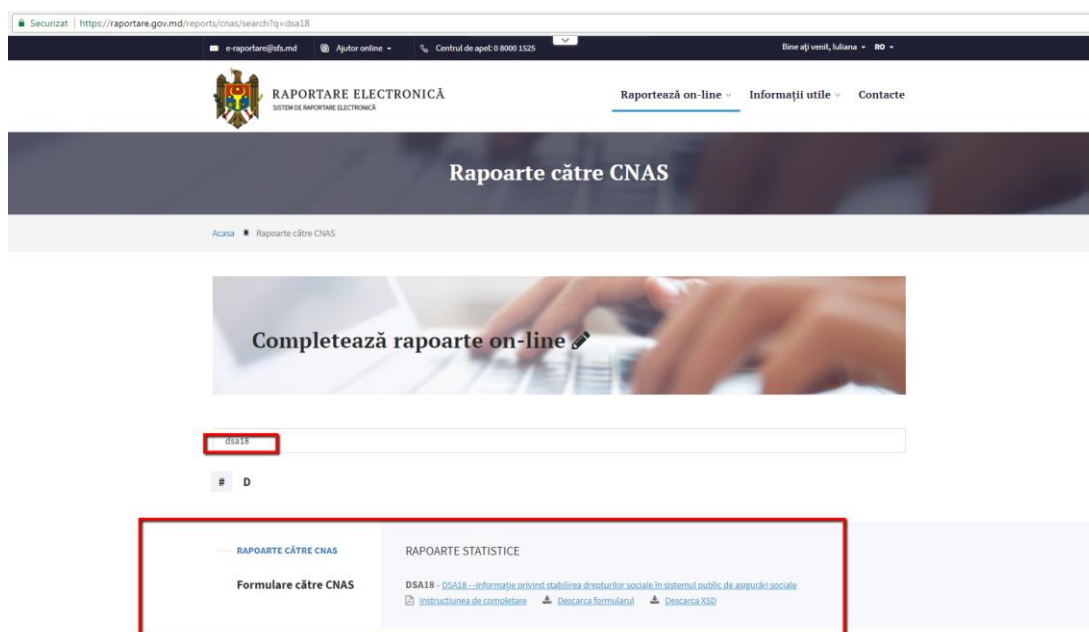 Securizat | https://raportare.gov.md/reports/cnas/search?q=dsa18
e-raportare@sfs.md Ajutor online Centrul de apel: 0 8000 1525 Bine ați venit, Iuliana RO
RAPORTARE ELECTRONICĂ Raportează on-line Informații utile Contacte
SISTEM DE RAPORTARE ELECTRONICĂ
Rapoarte către CNAS
Acasa Rapoarte către CNAS
Completează rapoarte on-line
dsa18
# D
RAPOARTE CĂTRE CNAS RAPOARTE STATISTICE
Formulare către CNAS DSA18 - DSA18 - -informație privind stabilirea drepturilor sociale în sistemul public de asigurări sociale
Instructiunea de completare Descarca formularul Descarca XSD